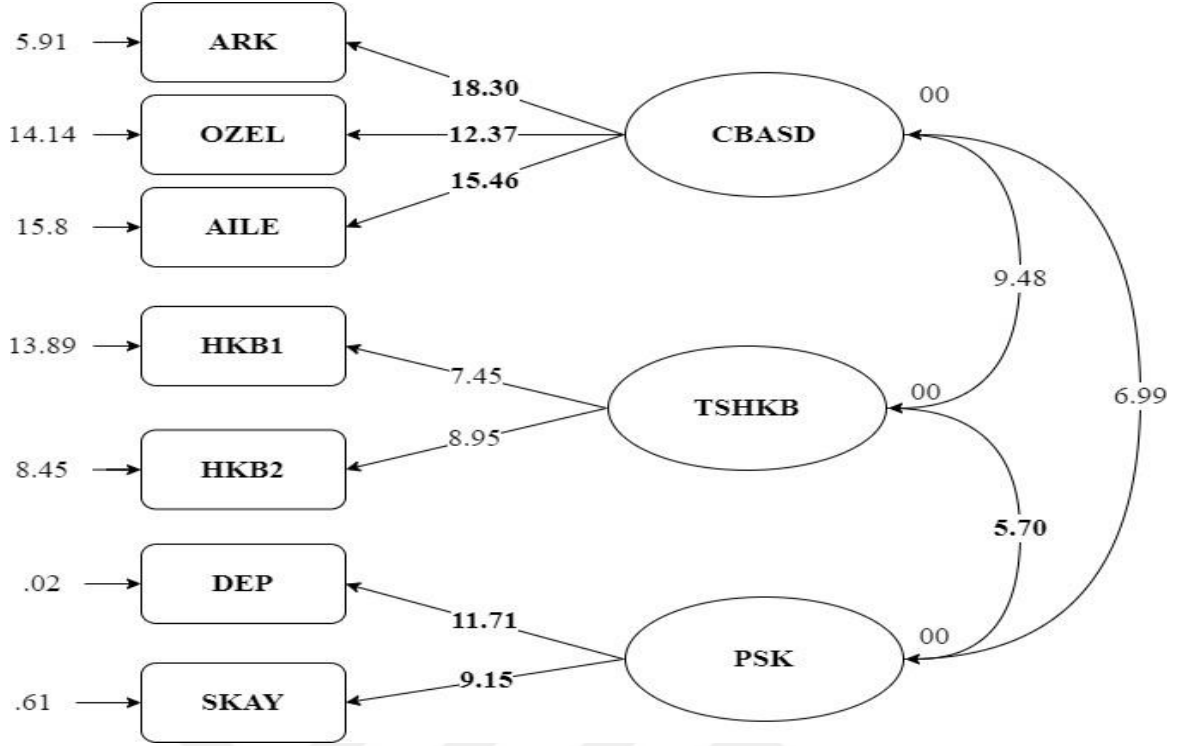 5.91 ARK
18.30
00
14.14 OZEL 12.37 CBASD
15.46
15.8 AILE
9.48
13.89 HKB1
7.45
00 6.99
TSHKB
8.95
8.45 HKB2
5.70
.02 DEP
11.71
00
PSK
9.15
.61 SKAY